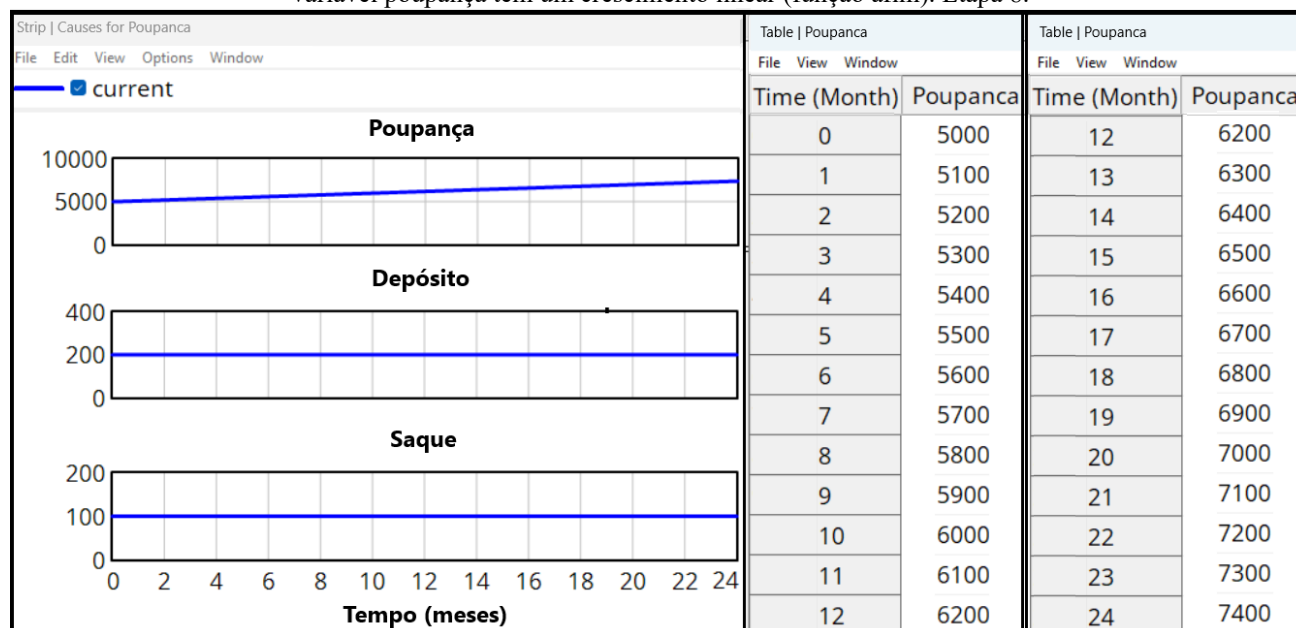 variável poupança tem um crescimento linear (função afim). Etapa 8.
Strip | Causes for Poupanca
File Edit View Options Window
current
Poupança
10000
5000
0
Depósito
400
200
0
Saque
200
100
0
0 2 4 6 8 10 12 14 16 18 20 22 24
Tempo (meses)
Table | Poupanca
File View Window
Time (Month) Poupanca
0 5000
1 5100
2 5200
3 5300
4 5400
5 5500
6 5600
7 5700
8 5800
9 5900
10 6000
11 6100
12 6200
Table | Poupanca
File View Window
Time (Month) Poupanca
12 6200
13 6300
14 6400
15 6500
16 6600
17 6700
18 6800
19 6900
20 7000
21 7100
22 7200
23 7300
24 7400